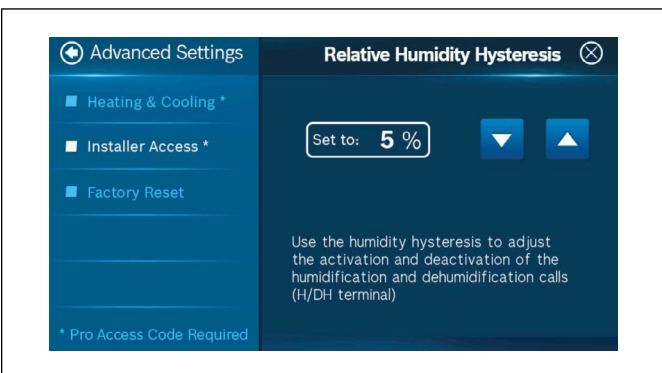 Advanced Settings
Heating & Cooling *
Installer Access *
Factory Reset
* Pro Access Code Required
Relative Humidity Hysteresis
Set to: 5 %
Use the humidity hysteresis to adjust
the activation and deactivation of the
humidification and dehumidification calls
(H/DH terminal)